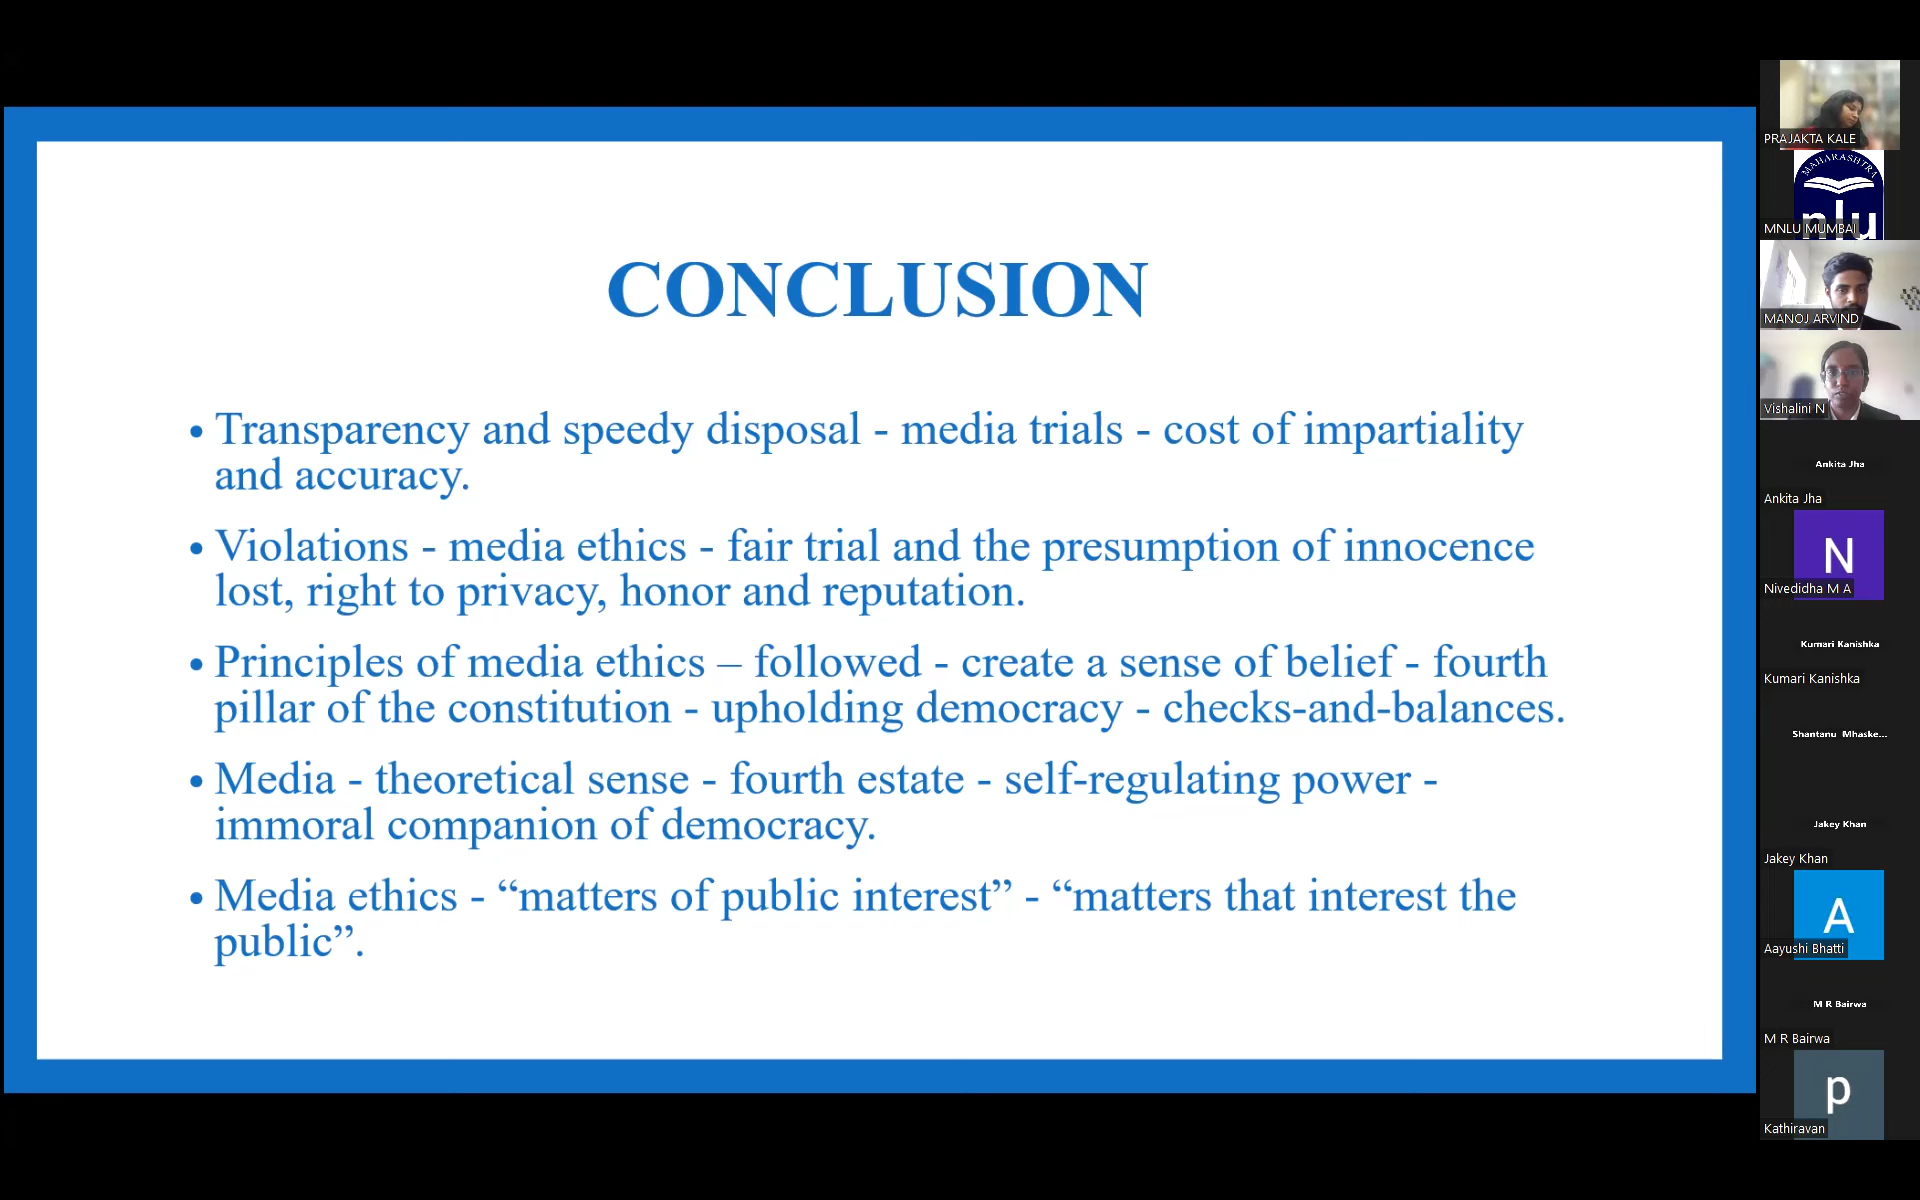 CONCLUSION
• Transparency and speedy disposal - media trials - cost of impartiality
and accuracy.
• Violations - media ethics - fair trial and the presumption of innocence
lost, right to privacy, honor and reputation.
• Principles of media ethics – followed - create a sense of belief - fourth
pillar of the constitution - upholding democracy - checks-and-balances.
• Media - theoretical sense - fourth estate - self-regulating power -
immoral companion of democracy.
• Media ethics - “matters of public interest” - “matters that interest the
public”.
PRAJAKTA KALE
MAHARASHTRA
nlu
MNLU MUMBAI
MANOJ ARVIND
Vishalini N
Ankita Jha
Ankita Jha
N
Nivedidha M A
Kumari Kanishka
Kumari Kanishka
Shantanu Mhaske...
Jakey Khan
Jakey Khan
A
Aayushi Bhatti
M R Bairwa
M R Bairwa
p
Kathiravan